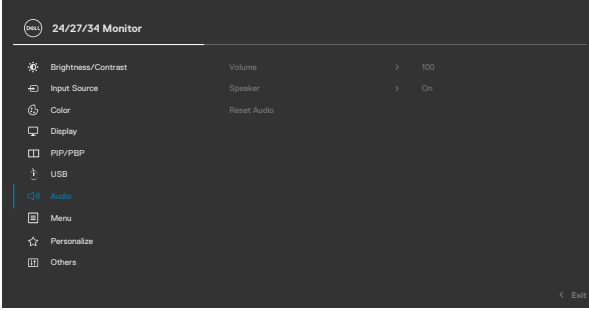 DELL 24/27/34 Monitor
Brightness/Contrast Volume > 100
Input Source Speaker > On
Color Reset Audio
Display
PIP/PBP
USB
Audio
Menu
Personalize
Others
< Exit